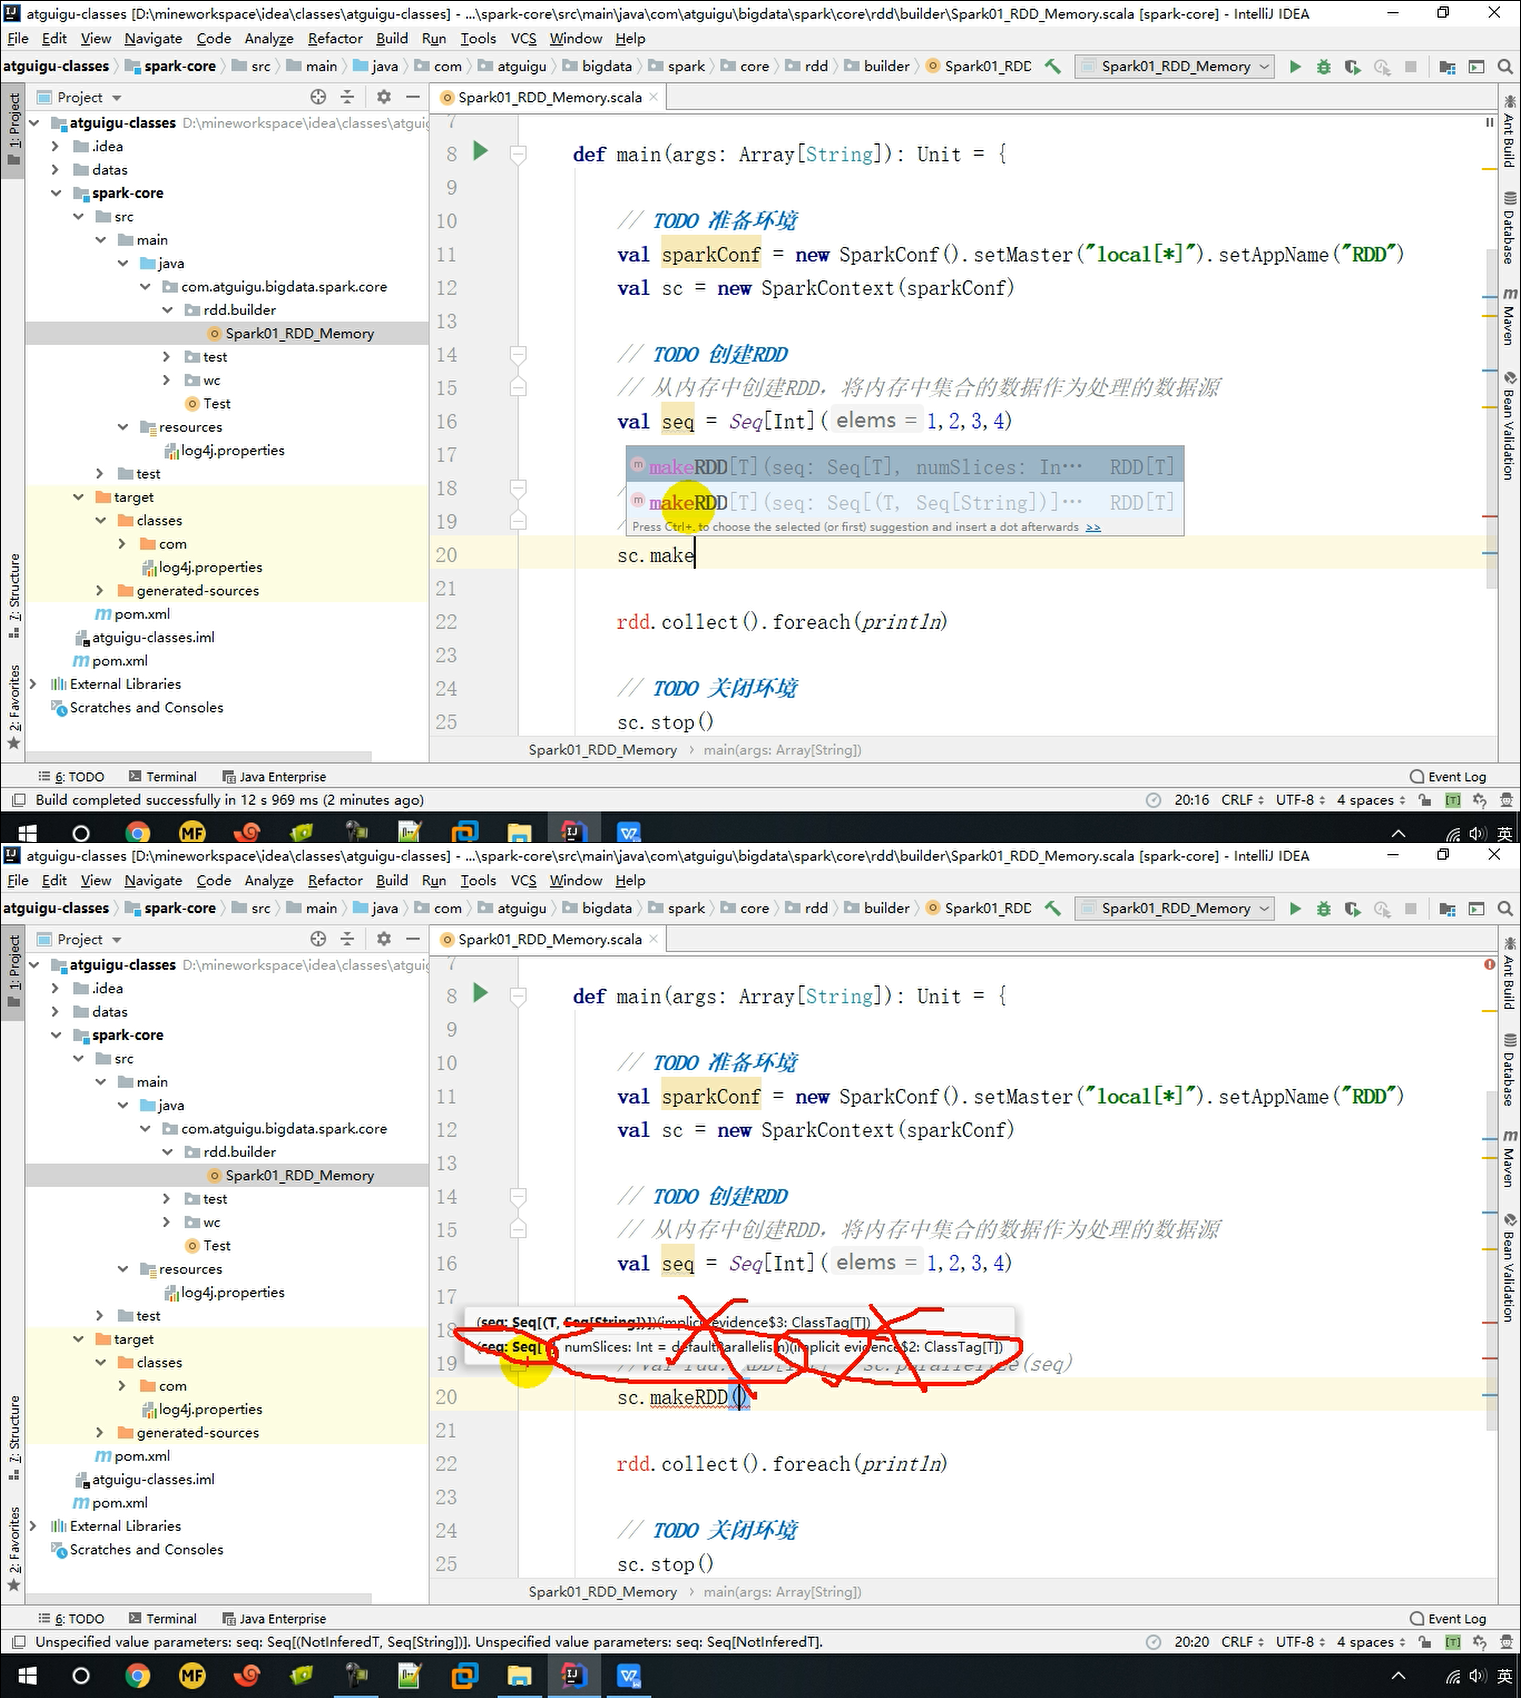 atguigu-classes [D:\mineworkspace\idea\classes\atguigu-classes] - ...\spark-core\src\main\java\com\atguigu\bigdata\spark\core\rdd\builder\Spark01_RDD_Memory.scala [spark-core] - IntelliJ IDEA
File Edit View Navigate Code Analyze Refactor Build Run Tools VCS Window Help
atguigu-classes spark-core src main java com atguigu bigdata spark core rdd builder Spark01_RDD Spark01_RDD_Memory
Project Spark01_RDD_Memory.scala
1: Project
7: Structure
2: Favorites
atguigu-classes D:\mineworkspace\idea\classes\atguig
.idea
datas
spark-core
src
main
java
com.atguigu.bigdata.spark.core
rdd.builder
Spark01_RDD_Memory
test
wc
Test
resources
log4j.properties
test
target
classes
com
log4j.properties
generated-sources
pom.xml
atguigu-classes.iml
pom.xml
External Libraries
Scratches and Consoles
7
8 def main(args: Array[String]): Unit = {
9
10 // TODO 准备环境
11 val sparkConf = new SparkConf().setMaster("local[*]").setAppName("RDD")
12 val sc = new SparkContext(sparkConf)
13
14 // TODO 创建RDD
15 // 从内存中创建RDD，将内存中集合的数据作为处理的数据源
16 val seq = Seq[Int]( elems = 1,2,3,4)
17
makeRDD[T](seq: Seq[T], numSlices: In… RDD[T]
18
makeRDD[T](seq: Seq[(T, Seq[String])]… RDD[T]
19
Press Ctrl+. to choose the selected (or first) suggestion and insert a dot afterwards >>
20 sc.make
21
22 rdd.collect().foreach(println)
23
24 // TODO 关闭环境
25 sc.stop()
Spark01_RDD_Memory main(args: Array[String])
Ant Build
Database
Maven
Bean Validation
6: TODO Terminal Java Enterprise Event Log
Build completed successfully in 12 s 969 ms (2 minutes ago) 20:16 CRLF UTF-8 4 spaces [T]
MF 英
atguigu-classes [D:\mineworkspace\idea\classes\atguigu-classes] - ...\spark-core\src\main\java\com\atguigu\bigdata\spark\core\rdd\builder\Spark01_RDD_Memory.scala [spark-core] - IntelliJ IDEA
File Edit View Navigate Code Analyze Refactor Build Run Tools VCS Window Help
atguigu-classes spark-core src main java com atguigu bigdata spark core rdd builder Spark01_RDD Spark01_RDD_Memory
Project Spark01_RDD_Memory.scala
1: Project
7: Structure
2: Favorites
atguigu-classes D:\mineworkspace\idea\classes\atguig
.idea
datas
spark-core
src
main
java
com.atguigu.bigdata.spark.core
rdd.builder
Spark01_RDD_Memory
test
wc
Test
resources
log4j.properties
test
target
classes
com
log4j.properties
generated-sources
pom.xml
atguigu-classes.iml
pom.xml
External Libraries
Scratches and Consoles
7
8 def main(args: Array[String]): Unit = {
9
10 // TODO 准备环境
11 val sparkConf = new SparkConf().setMaster("local[*]").setAppName("RDD")
12 val sc = new SparkContext(sparkConf)
13
14 // TODO 创建RDD
15 // 从内存中创建RDD，将内存中集合的数据作为处理的数据源
16 val seq = Seq[Int]( elems = 1,2,3,4)
17
(seq: Seq[(T, Seq[String])])(implicit evidence$3: ClassTag[T])
18
(seq: Seq[T], numSlices: Int = defaultParallelism)(implicit evidence$2: ClassTag[T])
19 (seq)
20 sc.makeRDD()
21
22 rdd.collect().foreach(println)
23
24 // TODO 关闭环境
25 sc.stop()
Spark01_RDD_Memory main(args: Array[String])
Ant Build
Database
Maven
Bean Validation
6: TODO Terminal Java Enterprise Event Log
Unspecified value parameters: seq: Seq[(NotInferedT, Seq[String])]. Unspecified value parameters: seq: Seq[NotInferedT]. 20:20 CRLF UTF-8 4 spaces [T]
MF 英